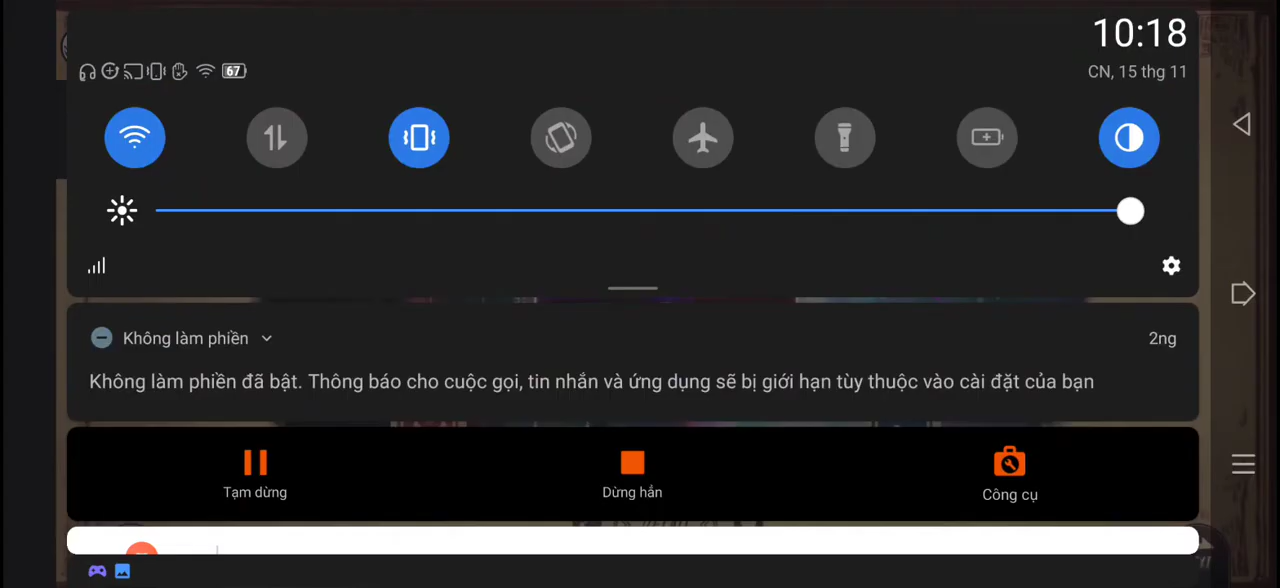 10:18
67
CN, 15 thg 11
Không làm phiền
2ng
Không làm phiền đã bật. Thông báo cho cuộc gọi, tin nhắn và ứng dụng sẽ bị giới hạn tùy thuộc vào cài đặt của bạn
Tạm dừng
Dừng hẳn
Công cụ